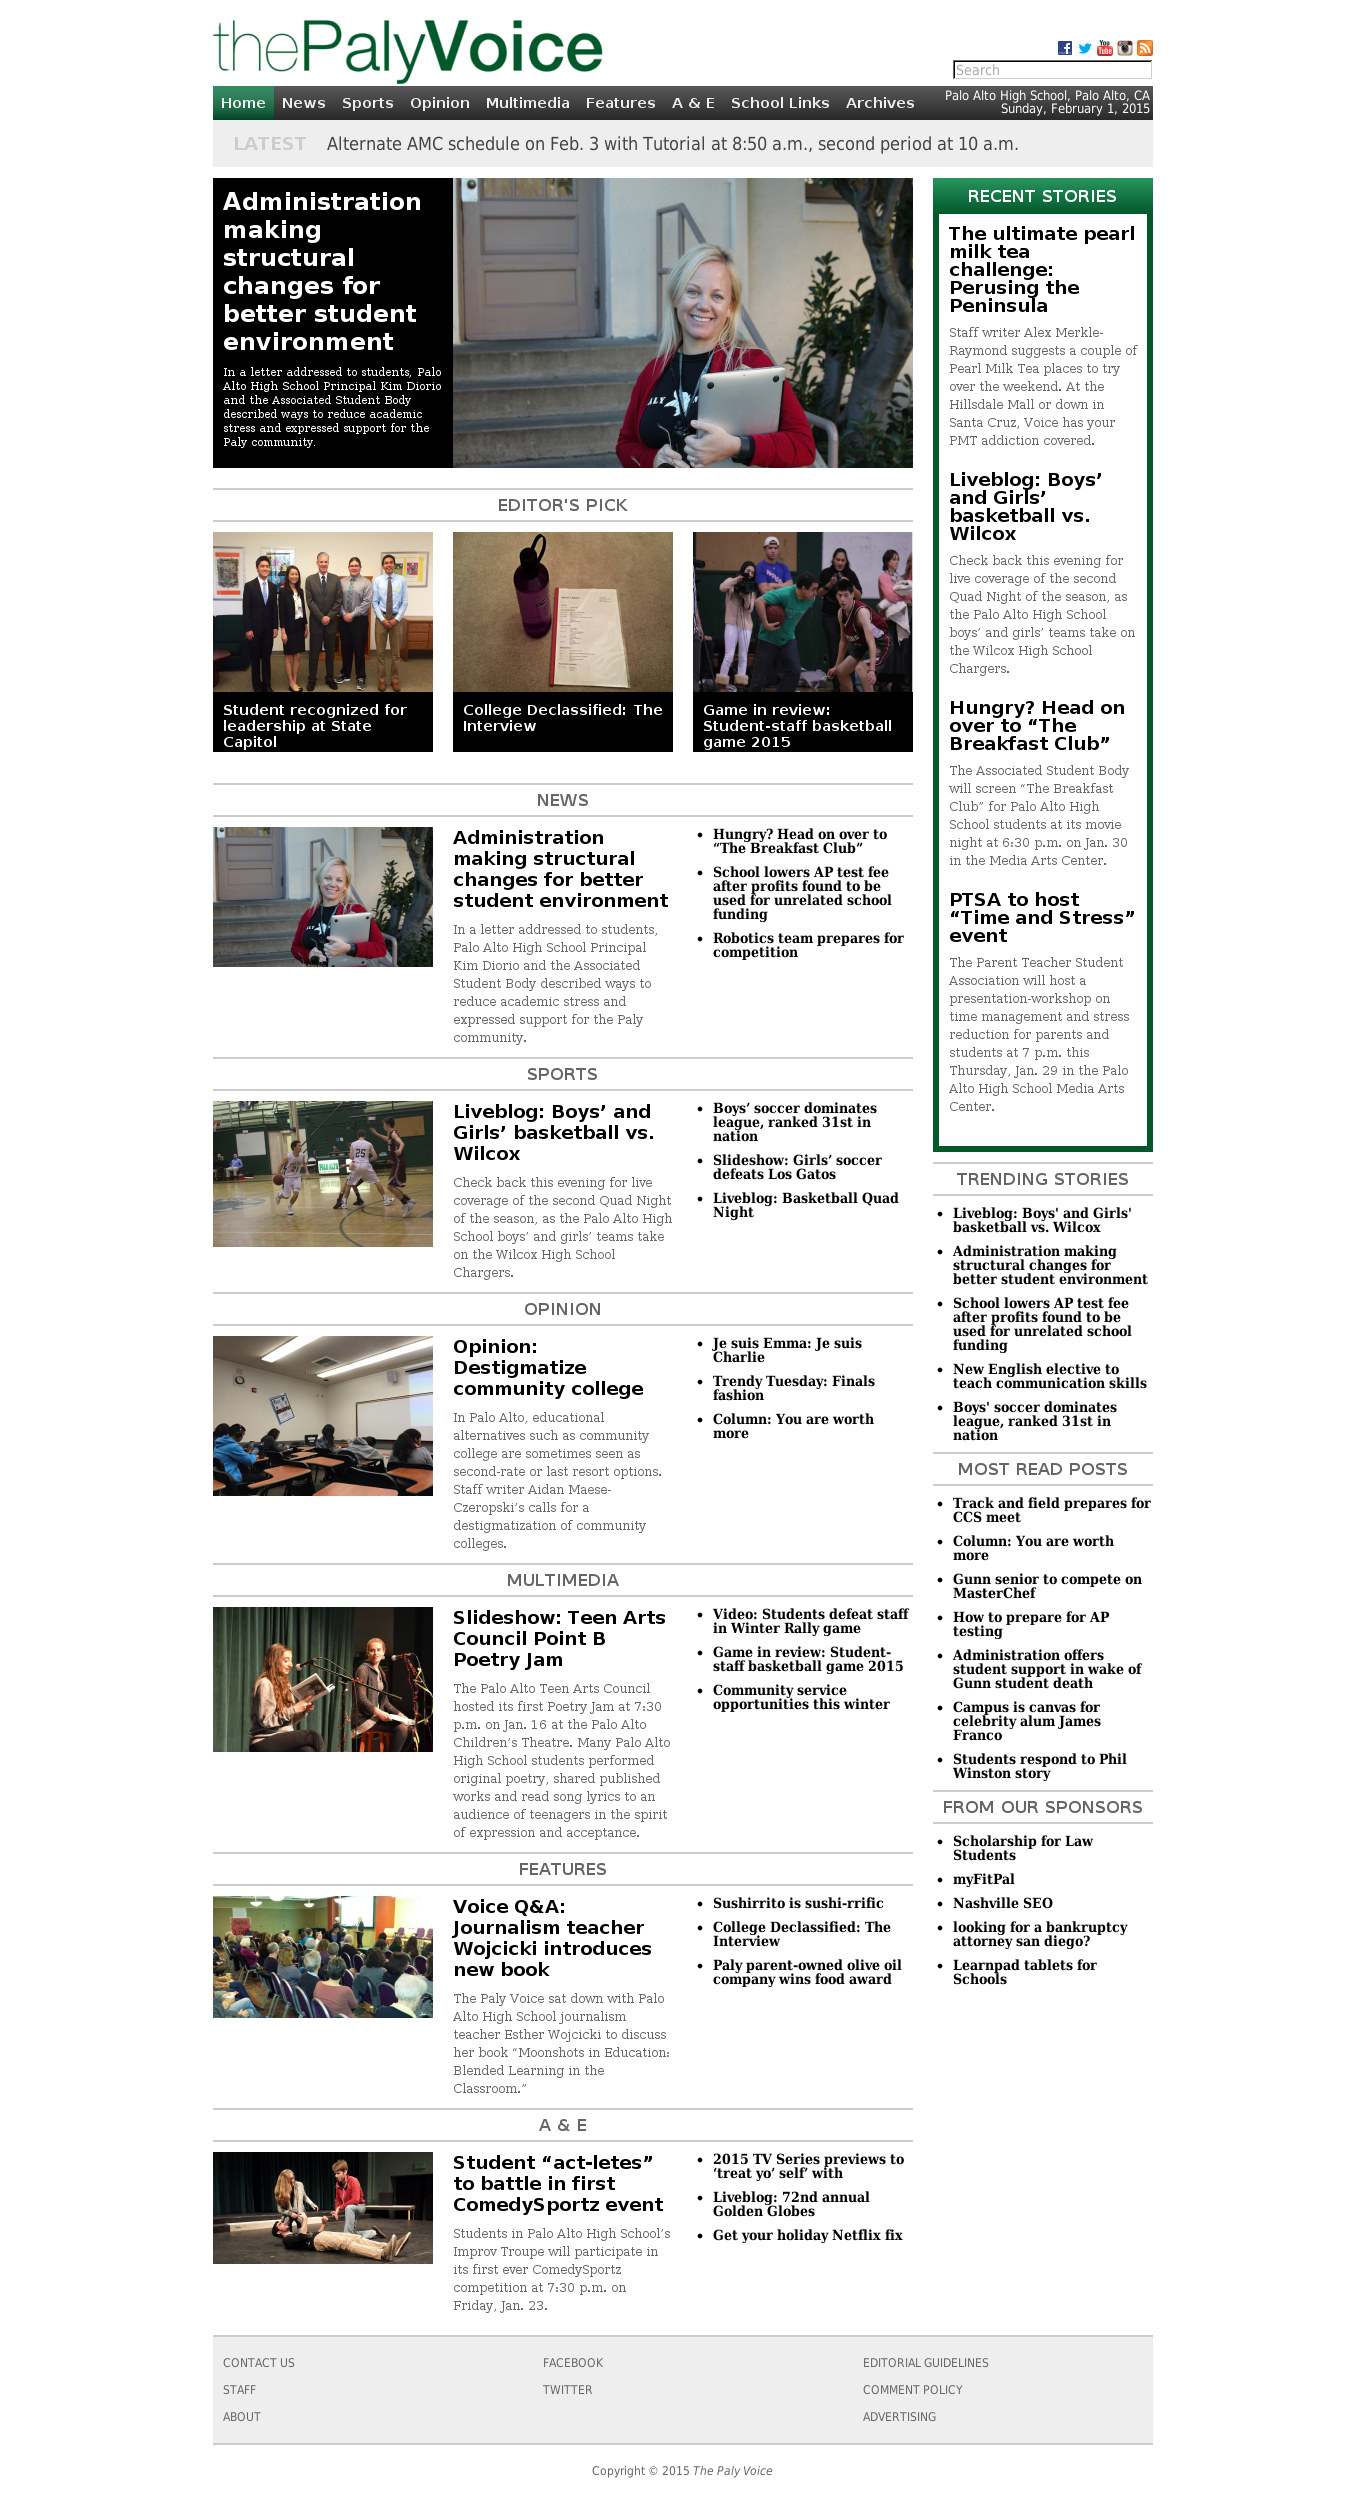 thePalyVoice
Search
Home News Sports Opinion Multimedia Features A & E School Links Archives
Palo Alto High School, Palo Alto, CA
Sunday, February 1, 2015
LATEST Alternate AMC schedule on Feb. 3 with Tutorial at 8:50 a.m., second period at 10 a.m.
Administration
making
structural
changes for
better student
environment
In a letter addressed to students, Palo
Alto High School Principal Kim Diorio
and the Associated Student Body
described ways to reduce academic
stress and expressed support for the
Paly community.
EDITOR'S PICK
Student recognized for
leadership at State
Capitol
College Declassified: The
Interview
Game in review:
Student-staff basketball
game 2015
NEWS
Administration
making structural
changes for better
student environment
In a letter addressed to students,
Palo Alto High School Principal
Kim Diorio and the Associated
Student Body described ways to
reduce academic stress and
expressed support for the Paly
community.
Hungry? Head on over to
“The Breakfast Club”
School lowers AP test fee
after profits found to be
used for unrelated school
funding
Robotics team prepares for
competition
SPORTS
Liveblog: Boys’ and
Girls’ basketball vs.
Wilcox
Check back this evening for live
coverage of the second Quad Night
of the season, as the Palo Alto High
School boys’ and girls’ teams take
on the Wilcox High School
Chargers.
Boys’ soccer dominates
league, ranked 31st in
nation
Slideshow: Girls’ soccer
defeats Los Gatos
Liveblog: Basketball Quad
Night
OPINION
Opinion:
Destigmatize
community college
In Palo Alto, educational
alternatives such as community
college are sometimes seen as
second-rate or last resort options.
Staff writer Aidan Maese-
Czeropski’s calls for a
destigmatization of community
colleges.
Je suis Emma: Je suis
Charlie
Trendy Tuesday: Finals
fashion
Column: You are worth
more
MULTIMEDIA
Slideshow: Teen Arts
Council Point B
Poetry Jam
The Palo Alto Teen Arts Council
hosted its first Poetry Jam at 7:30
p.m. on Jan. 16 at the Palo Alto
Children’s Theatre. Many Palo Alto
High School students performed
original poetry, shared published
works and read song lyrics to an
audience of teenagers in the spirit
of expression and acceptance.
Video: Students defeat staff
in Winter Rally game
Game in review: Student-
staff basketball game 2015
Community service
opportunities this winter
FEATURES
Voice Q&A:
Journalism teacher
Wojcicki introduces
new book
The Paly Voice sat down with Palo
Alto High School journalism
teacher Esther Wojcicki to discuss
her book “Moonshots in Education:
Blended Learning in the
Classroom.”
Sushirrito is sushi-rrific
College Declassified: The
Interview
Paly parent-owned olive oil
company wins food award
A & E
Student “act-letes”
to battle in first
ComedySportz event
Students in Palo Alto High School’s
Improv Troupe will participate in
its first ever ComedySportz
competition at 7:30 p.m. on
Friday, Jan. 23.
2015 TV Series previews to
‘treat yo’ self’ with
Liveblog: 72nd annual
Golden Globes
Get your holiday Netflix fix
RECENT STORIES
The ultimate pearl
milk tea
challenge:
Perusing the
Peninsula
Staff writer Alex Merkle-
Raymond suggests a couple of
Pearl Milk Tea places to try
over the weekend. At the
Hillsdale Mall or down in
Santa Cruz, Voice has your
PMT addiction covered.
Liveblog: Boys’
and Girls’
basketball vs.
Wilcox
Check back this evening for
live coverage of the second
Quad Night of the season, as
the Palo Alto High School
boys’ and girls’ teams take on
the Wilcox High School
Chargers.
Hungry? Head on
over to “The
Breakfast Club”
The Associated Student Body
will screen “The Breakfast
Club” for Palo Alto High
School students at its movie
night at 6:30 p.m. on Jan. 30
in the Media Arts Center.
PTSA to host
“Time and Stress”
event
The Parent Teacher Student
Association will host a
presentation-workshop on
time management and stress
reduction for parents and
students at 7 p.m. this
Thursday, Jan. 29 in the Palo
Alto High School Media Arts
Center.
TRENDING STORIES
Liveblog: Boys' and Girls'
basketball vs. Wilcox
Administration making
structural changes for
better student environment
School lowers AP test fee
after profits found to be
used for unrelated school
funding
New English elective to
teach communication skills
Boys' soccer dominates
league, ranked 31st in
nation
MOST READ POSTS
Track and field prepares for
CCS meet
Column: You are worth
more
Gunn senior to compete on
MasterChef
How to prepare for AP
testing
Administration offers
student support in wake of
Gunn student death
Campus is canvas for
celebrity alum James
Franco
Students respond to Phil
Winston story
FROM OUR SPONSORS
Scholarship for Law
Students
myFitPal
Nashville SEO
looking for a bankruptcy
attorney san diego?
Learnpad tablets for
Schools
CONTACT US
STAFF
ABOUT
FACEBOOK
TWITTER
EDITORIAL GUIDELINES
COMMENT POLICY
ADVERTISING
Copyright © 2015 The Paly Voice